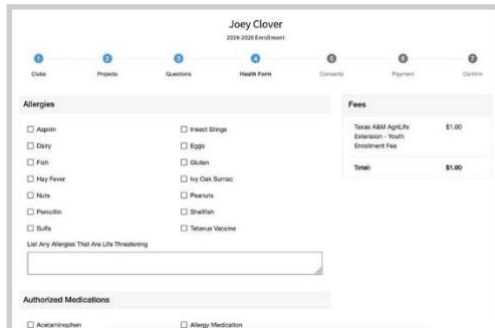 Joey Clover
2019-2020 Enrollment
1 2 3 4 5 6 7
Clubs Projects Questions Health Form Consents Payment Confirm
Allergies
Fees
Aspirin Insect Stings
Dairy Eggs
Fish Gluten
Hay Fever Ivy Oak Sumac
Nuts Peanuts
Penicillin Shellfish
Sulfa Tetanus Vaccine
Texas A&M AgriLife $1.00
Extension - Youth
Enrollment Fee
Total: $1.00
List Any Allergies That Are Life Threatening
Authorized Medications
Acetaminophen Allergy Medication